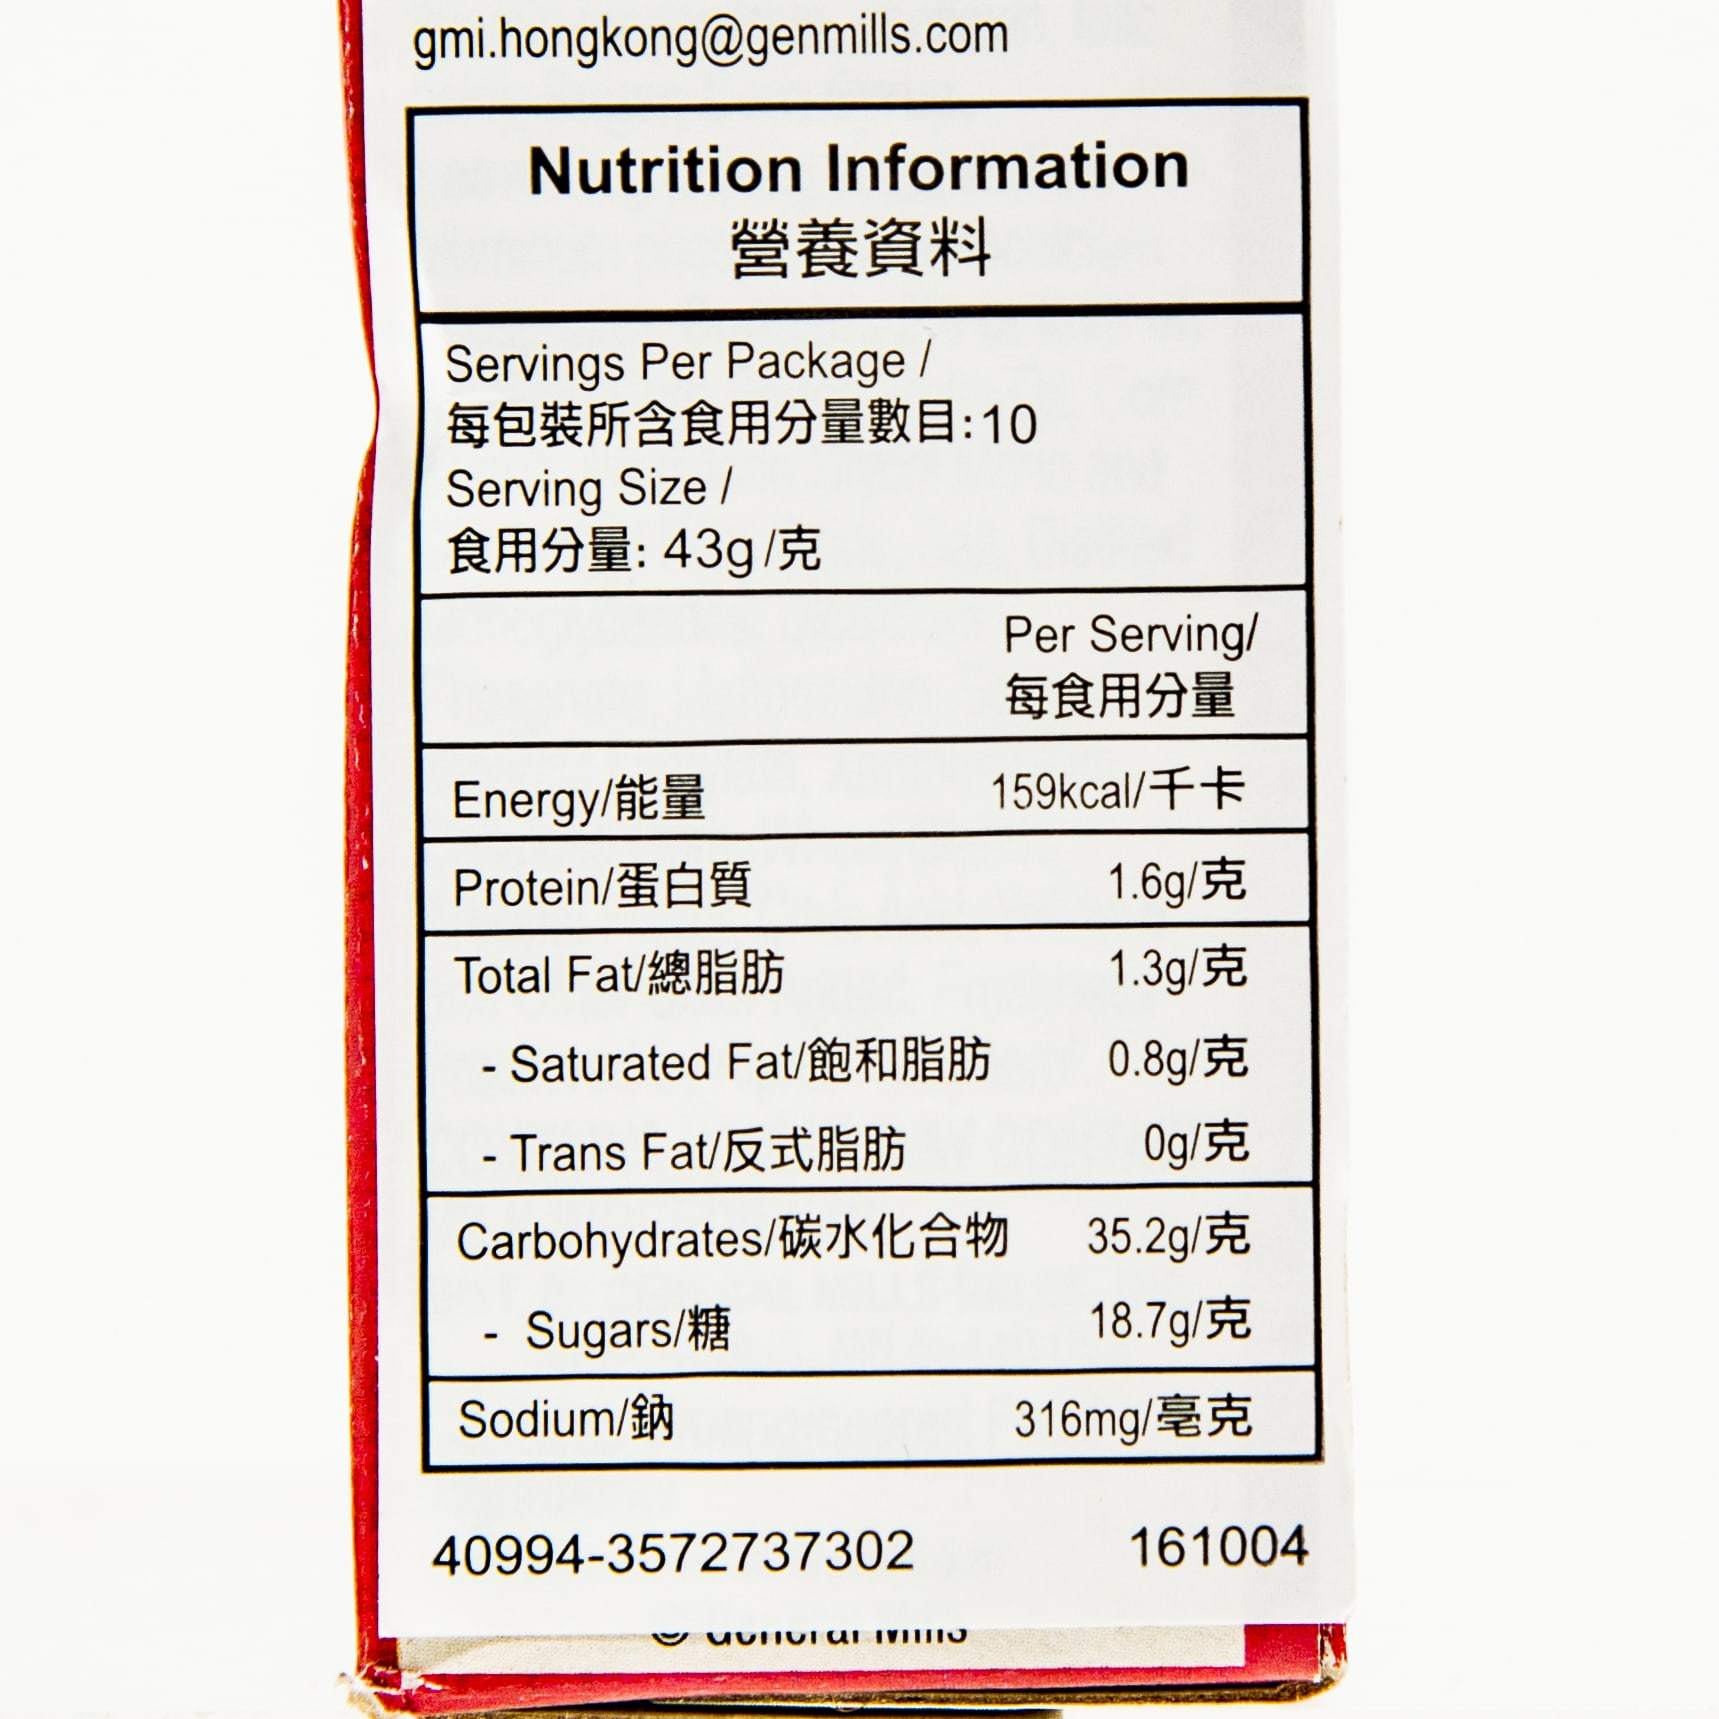 gmi.hongkong@genmills.com
Nutrition Information
營養資料
Servings Per Package /
每包裝所含食用分量數目:10
Serving Size /
食用分量: 43g/克
Per Serving/
每食用分量
Energy/能量 159kcal/千卡
Protein/蛋白質 1.6g/克
Total Fat/總脂肪 1.3g/克
- Saturated Fat/飽和脂肪 0.8g/克
- Trans Fat/反式脂肪 0g/克
Carbohydrates/碳水化合物 35.2g/克
- Sugars/糖 18.7g/克
Sodium/鈉 316mg/毫克
40994-3572737302 161004
© General Mills